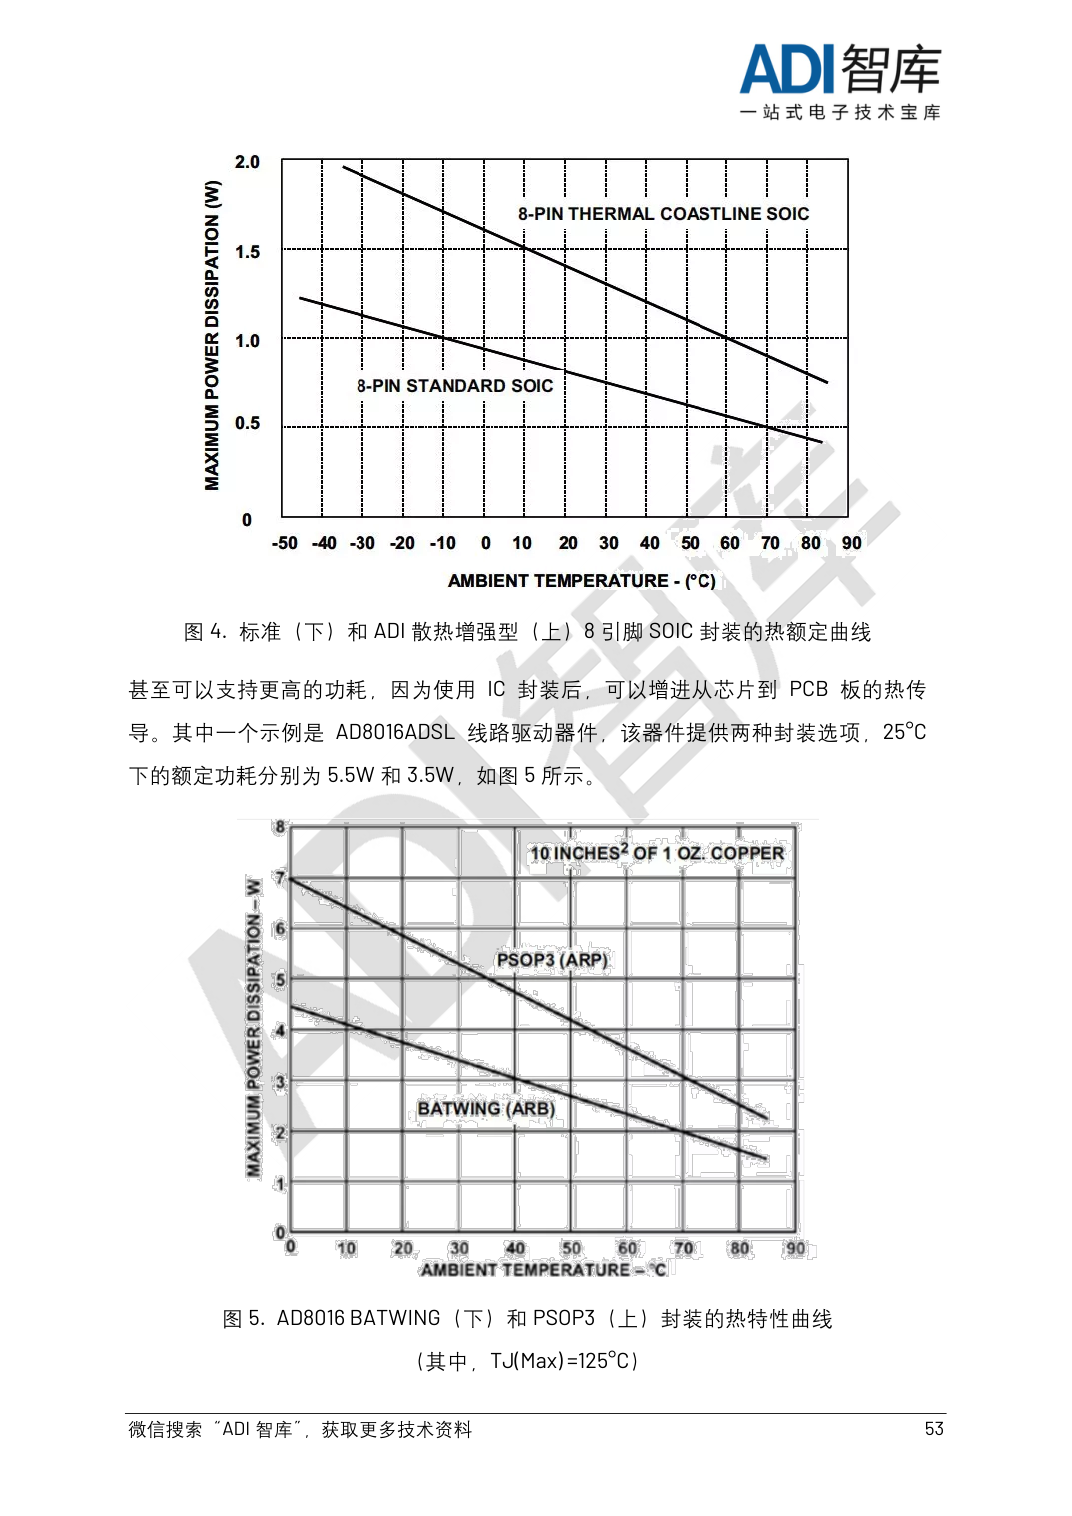 ADI智库
一站式电子技术宝库
2.0
1.5
1.0
0.5
0
MAXIMUM POWER DISSIPATION (W)
8-PIN THERMAL COASTLINE SOIC
8-PIN STANDARD SOIC
-50 -40 -30 -20 -10 0 10 20 30 40 50 60 70 80 90
AMBIENT TEMPERATURE - (°C)
图 4. 标准（下）和 ADI 散热增强型（上）8 引脚 SOIC 封装的热额定曲线
甚至可以支持更高的功耗，因为使用 IC 封装后，可以增进从芯片到 PCB 板的热传
导。其中一个示例是 AD8016ADSL 线路驱动器件，该器件提供两种封装选项，25°C
下的额定功耗分别为 5.5W 和 3.5W，如图 5 所示。
8
7
6
5
4
3
2
1
0
MAXIMUM POWER DISSIPATION – W
10 INCHES² OF 1 OZ. COPPER
PSOP3 (ARP)
BATWING (ARB)
0 10 20 30 40 50 60 70 80 90
AMBIENT TEMPERATURE – °C
图 5. AD8016 BATWING（下）和 PSOP3（上）封装的热特性曲线
（其中，TJ(Max)=125°C）
微信搜索“ADI 智库”，获取更多技术资料 53
ADI智库